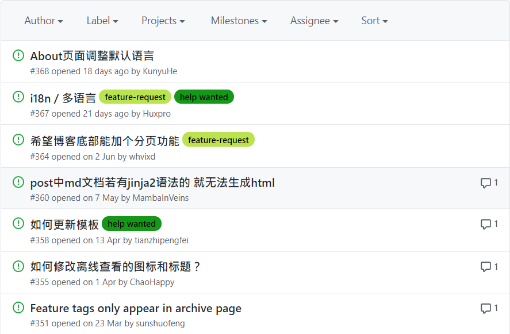 Author Label Projects Milestones Assignee Sort
About页面调整默认语言
#368 opened 18 days ago by KunyuHe
i18n / 多语言 feature-request help wanted
#367 opened 21 days ago by Huxpro
希望博客底部能加个分页功能 feature-request
#364 opened on 2 Jun by whvixd
post中md文档若有jinja2语法的 就无法生成html 1
#360 opened on 7 May by MambaInVeins
如何更新模板 help wanted 1
#358 opened on 13 Apr by tianzhipengfei
如何修改离线查看的图标和标题？ 1
#355 opened on 1 Apr by ChaoHappy
Feature tags only appear in archive page 1
#351 opened on 23 Mar by sunshuofeng